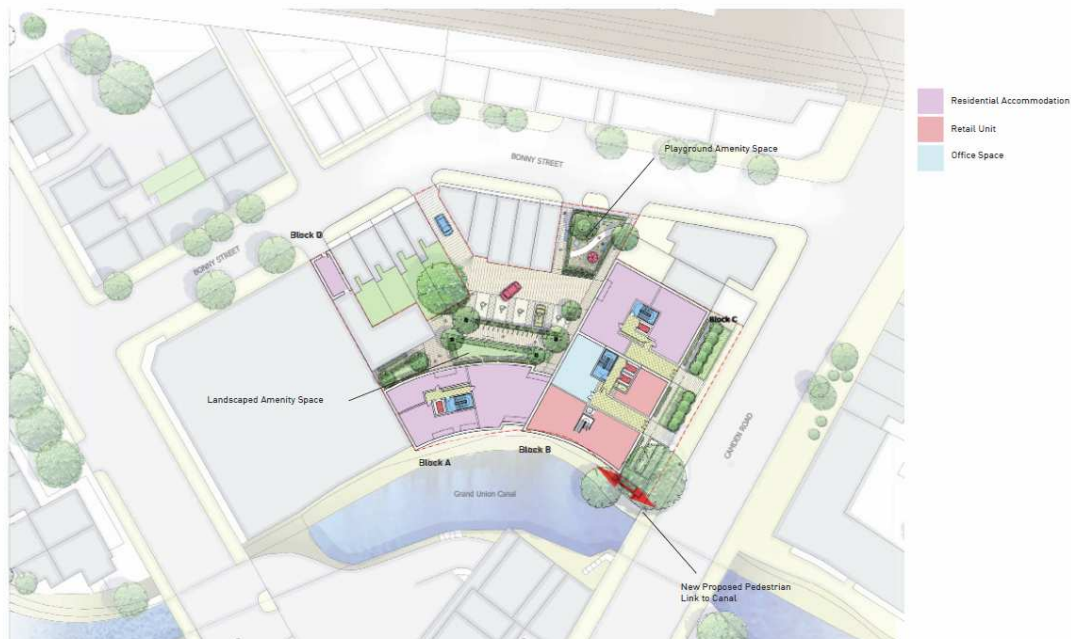 Residential Accommodation
Retail Unit
Office Space
BONNY STREET
Playground Amenity Space
Block D
BONNY STREET
Block C
Landscaped Amenity Space
CAMDEN ROAD
Block A
Block B
Grand Union Canal
New Proposed Pedestrian
Link to Canal